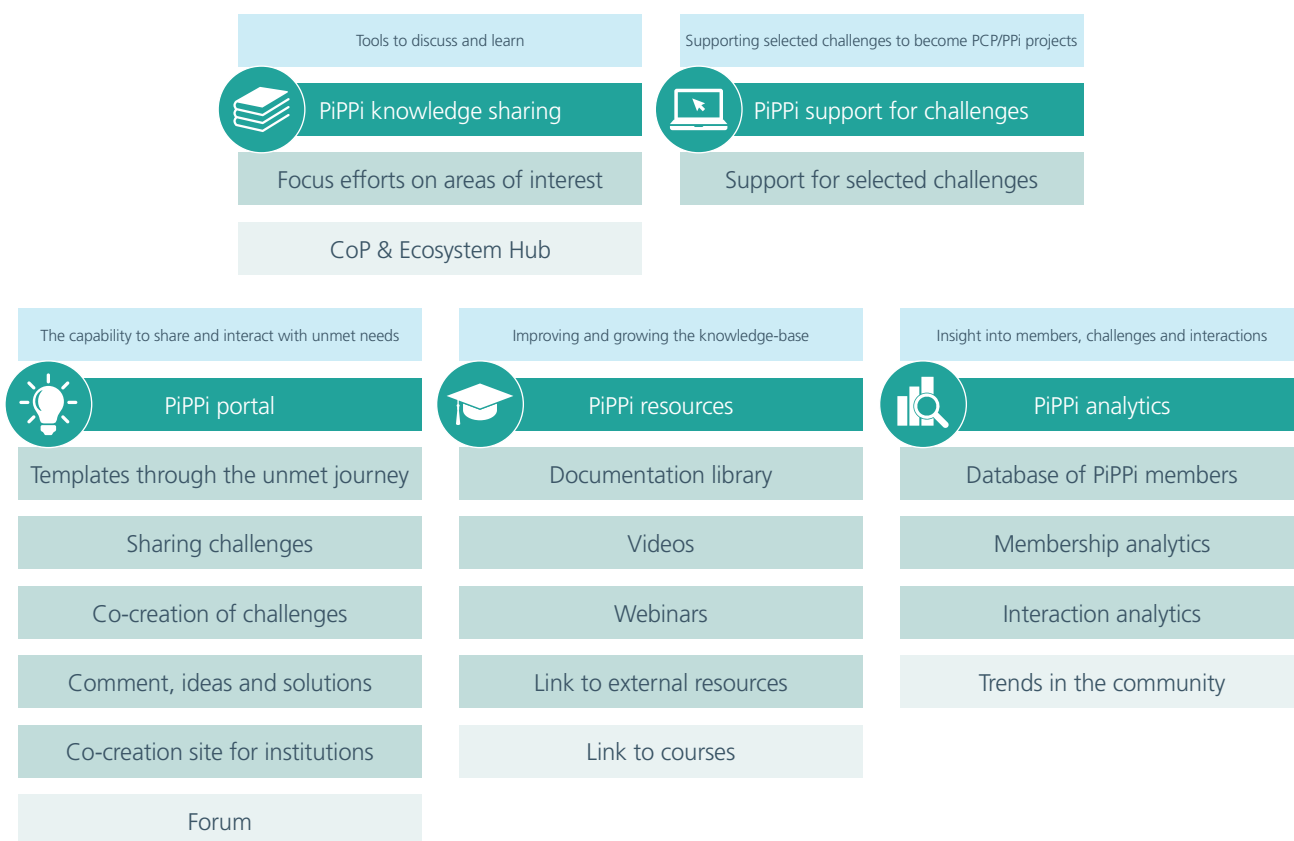 Tools to discuss and learn
PiPPi knowledge sharing
Focus efforts on areas of interest
CoP & Ecosystem Hub
Supporting selected challenges to become PCP/PPi projects
PiPPi support for challenges
Support for selected challenges
The capability to share and interact with unmet needs
PiPPi portal
Templates through the unmet journey
Sharing challenges
Co-creation of challenges
Comment, ideas and solutions
Co-creation site for institutions
Forum
Improving and growing the knowledge-base
PiPPi resources
Documentation library
Videos
Webinars
Link to external resources
Link to courses
Insight into members, challenges and interactions
PiPPi analytics
Database of PiPPi members
Membership analytics
Interaction analytics
Trends in the community